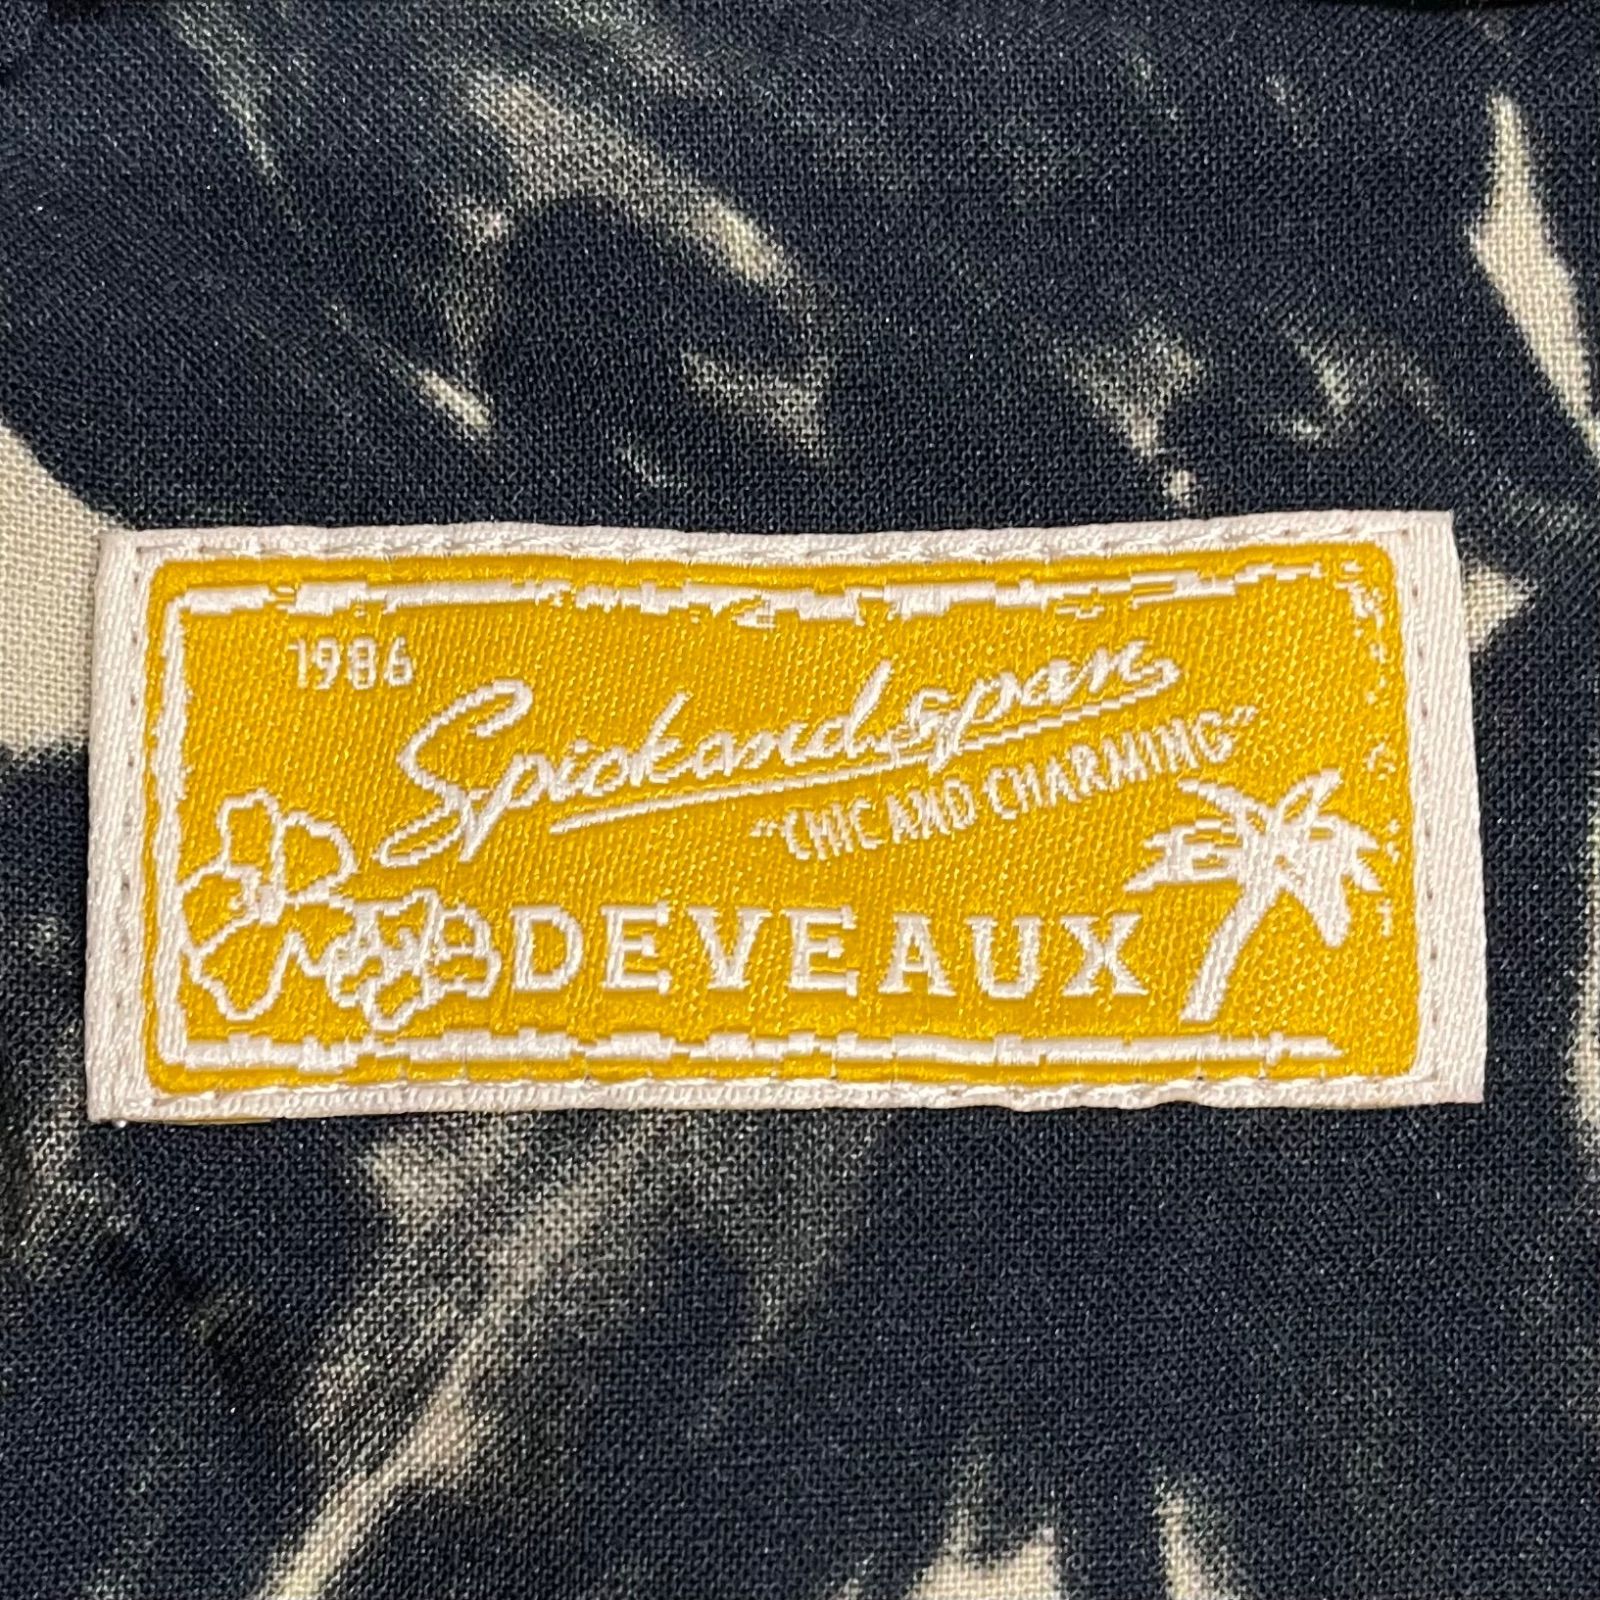 1986
Spickandspan
"CHIC AND CHARMING"
DEVEAUX